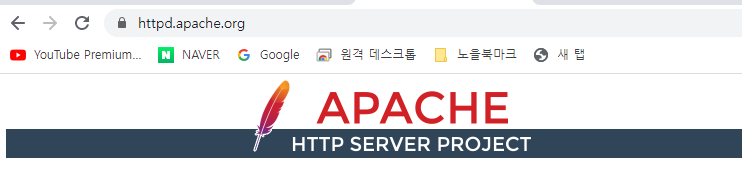 httpd.apache.org
YouTube Premium... NAVER Google 원격 데스크톱 노을북마크 새 탭
APACHE
HTTP SERVER PROJECT